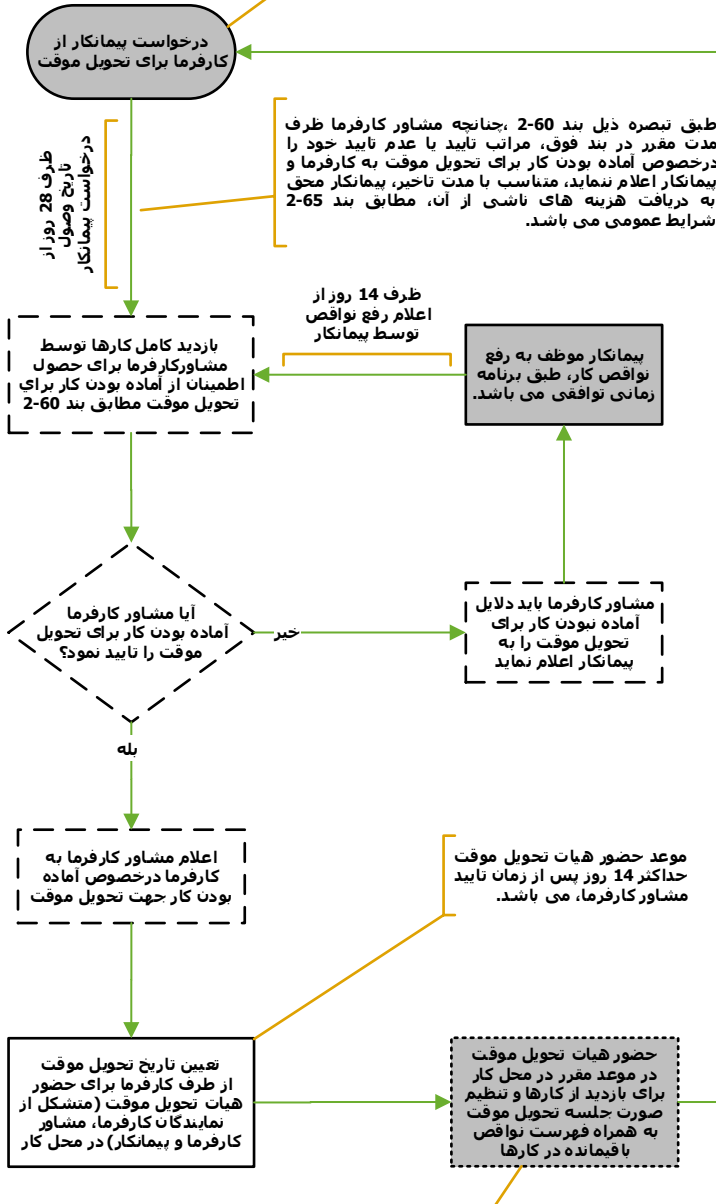 درخواست پیمانکار از
کارفرما برای تحویل موقت
طبق تبصره ذیل بند 60-2 ،چنانچه مشاور کارفرما ظرف
مدت مقرر در بند فوق، مراتب تایید یا عدم تایید خود را
درخصوص آماده بودن کار برای تحویل موقت به کارفرما و
پیمانکار اعلام ننماید، متناسب با مدت تاخیر، پیمانکار محق
به دریافت هزینه های ناشی از آن، مطابق بند 65-2
شرایط عمومی می باشد.
ظرف 28 روز از
تاریخ وصول
درخواست پیمانکار
ظرف 14 روز از
اعلام رفع نواقص
توسط پیمانکار
بازدید کامل کارها توسط
مشاورکارفرما برای حصول
اطمینان از آماده بودن کار براي
تحویل موقت مطابق بند 60-2
پیمانکار موظف به رفع
نواقص کار، طبق برنامه
زمانی توافقی می باشد.
آیا مشاور کارفرما
آماده بودن کار برای تحویل
موقت را تایید نمود؟
خیر
مشاور کارفرما باید دلایل
آماده نبودن کار برای
تحویل موقت را به
پیمانکار اعلام نماید
بله
اعلام مشاور کارفرما به
کارفرما درخصوص آماده
بودن کار جهت تحویل موقت
موعد حضور هیات تحویل موقت
حداکثر 14 روز پس از زمان تایید
مشاور کارفرما، می باشد.
تعیین تاریخ تحویل موقت
از طرف کارفرما برای حضور
هیات تحویل موقت (متشکل از
نمایندگان کارفرما، مشاور
کارفرما و پیمانکار) در محل کار
حضور هیات تحویل موقت
در موعد مقرر در محل کار
برای بازدید از کارها و تنظیم
صورت جلسه تحویل موقت
به همراه فهرست نواقص
باقیمانده در کارها